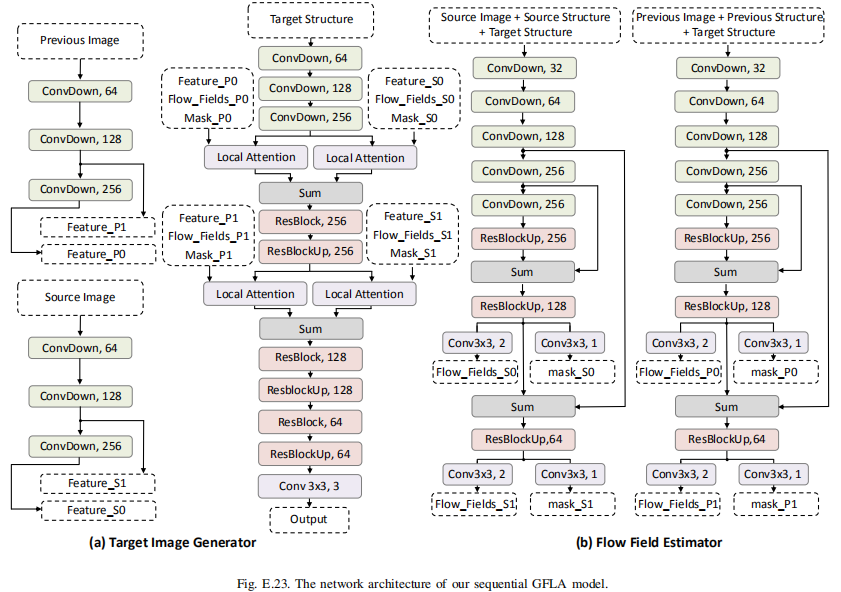 Previous Image
ConvDown, 64
ConvDown, 128
ConvDown, 256
Feature_P1
Feature_P0
Source Image
ConvDown, 64
ConvDown, 128
ConvDown, 256
Feature_S1
Feature_S0
Target Structure
ConvDown, 64
ConvDown, 128
ConvDown, 256
Feature_P0
Flow_Fields_P0
Mask_P0
Feature_S0
Flow_Fields_S0
Mask_S0
Local Attention
Local Attention
Sum
ResBlock, 256
ResBlockUp, 256
Feature_P1
Flow_Fields_P1
Mask_P1
Feature_S1
Flow_Fields_S1
Mask_S1
Local Attention
Local Attention
Sum
ResBlock, 128
ResblockUp, 128
ResBlock, 64
ResBlockUp, 64
Conv 3x3, 3
Output
(a) Target Image Generator
Source Image + Source Structure
+ Target Structure
ConvDown, 32
ConvDown, 64
ConvDown, 128
ConvDown, 256
ConvDown, 256
ResBlockUp, 256
Sum
ResBlockUp, 128
Conv3x3, 2
Conv3x3, 1
Flow_Fields_S0
mask_S0
Sum
ResBlockUp,64
Conv3x3, 2
Conv3x3, 1
Flow_Fields_S1
mask_S1
Previous Image + Previous Structure
+ Target Structure
ConvDown, 32
ConvDown, 64
ConvDown, 128
ConvDown, 256
ConvDown, 256
ResBlockUp, 256
Sum
ResBlockUp, 128
Conv3x3, 2
Conv3x3, 1
Flow_Fields_P0
mask_P0
Sum
ResBlockUp,64
Conv3x3, 2
Conv3x3, 1
Flow_Fields_P1
mask_P1
(b) Flow Field Estimator
Fig. E.23. The network architecture of our sequential GFLA model.